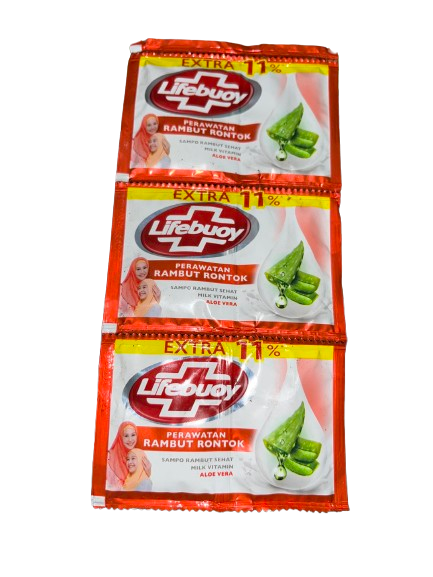 EXTRA 11%
Lifebuoy
PERAWATAN
RAMBUT RONTOK
SAMPO RAMBUT SEHAT
MILK VITAMIN
ALOE VERA
EXTRA 11%
Lifebuoy
PERAWATAN
RAMBUT RONTOK
SAMPO RAMBUT SEHAT
MILK VITAMIN
ALOE VERA
EXTRA 11%
Lifebuoy
PERAWATAN
RAMBUT RONTOK
SAMPO RAMBUT SEHAT
MILK VITAMIN
ALOE VERA